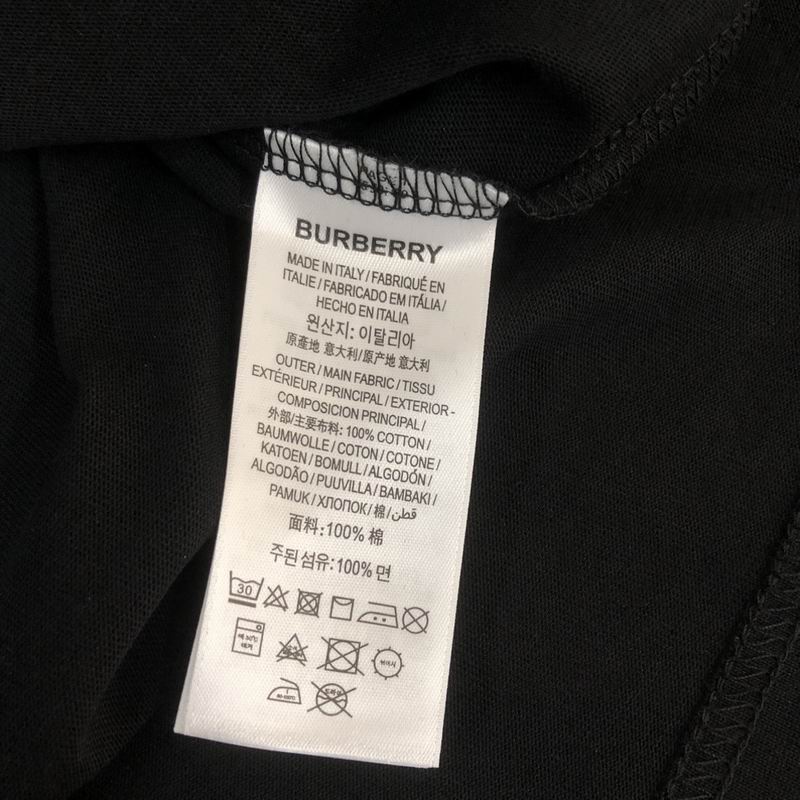 BURBERRY
MADE IN ITALY / FABRIQUÉ EN
ITALIE / FABRICADO EM ITÁLIA /
HECHO EN ITALIA
원산지: 이탈리아
原產地 意大利/原产地 意大利
OUTER / MAIN FABRIC / TISSU
EXTÉRIEUR / PRINCIPAL / EXTERIOR -
COMPOSICION PRINCIPAL /
外部/主要布料: 100% COTTON /
BAUMWOLLE / COTON / COTONE /
KATOEN / BOMULL / ALGODÓN /
ALGODÃO / PUUVILLA / BAMBAKI /
PAMUK / ХЛОПОК / 棉 / قطن
面料:100% 棉
주된 섬유:100% 면
30